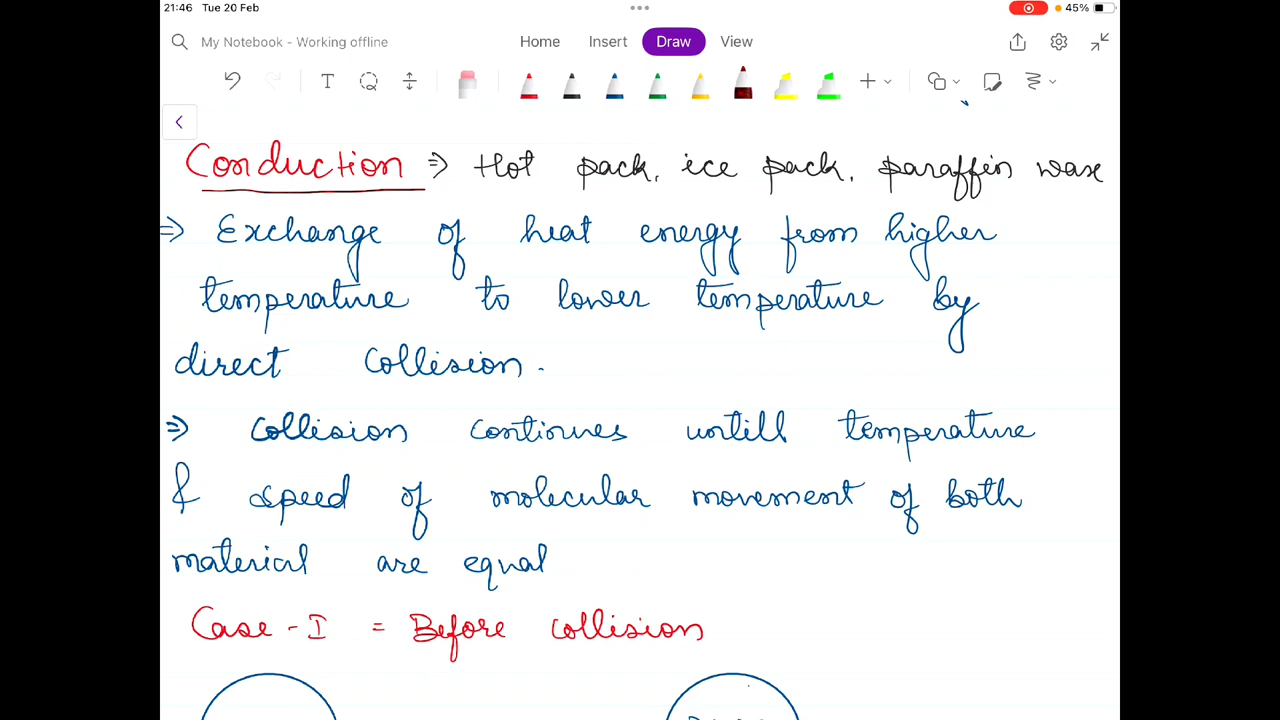 21:46 Tue 20 Feb
45%
My Notebook - Working offline
Home Insert Draw View
T
Conduction ⇒ Hot pack, ice pack, paraffin wax
⇒ Exchange of heat energy from higher
temperature to lower temperature by
direct collision.
⇒ collision continues untill temperature
& speed of molecular movement of both
material are equal
Case - I = Before collision